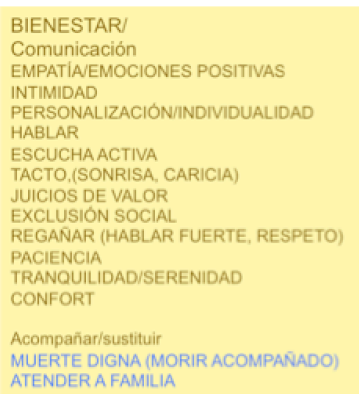 BIENESTAR/
Comunicación
EMPATÍA/EMOCIONES POSITIVAS
INTIMIDAD
PERSONALIZACIÓN/INDIVIDUALIDAD
HABLAR
ESCUCHA ACTIVA
TACTO,(SONRISA, CARICIA)
JUICIOS DE VALOR
EXCLUSIÓN SOCIAL
REGAÑAR (HABLAR FUERTE, RESPETO)
PACIENCIA
TRANQUILIDAD/SERENIDAD
CONFORT
Acompañar/sustituir
MUERTE DIGNA (MORIR ACOMPAÑADO)
ATENDER A FAMILIA